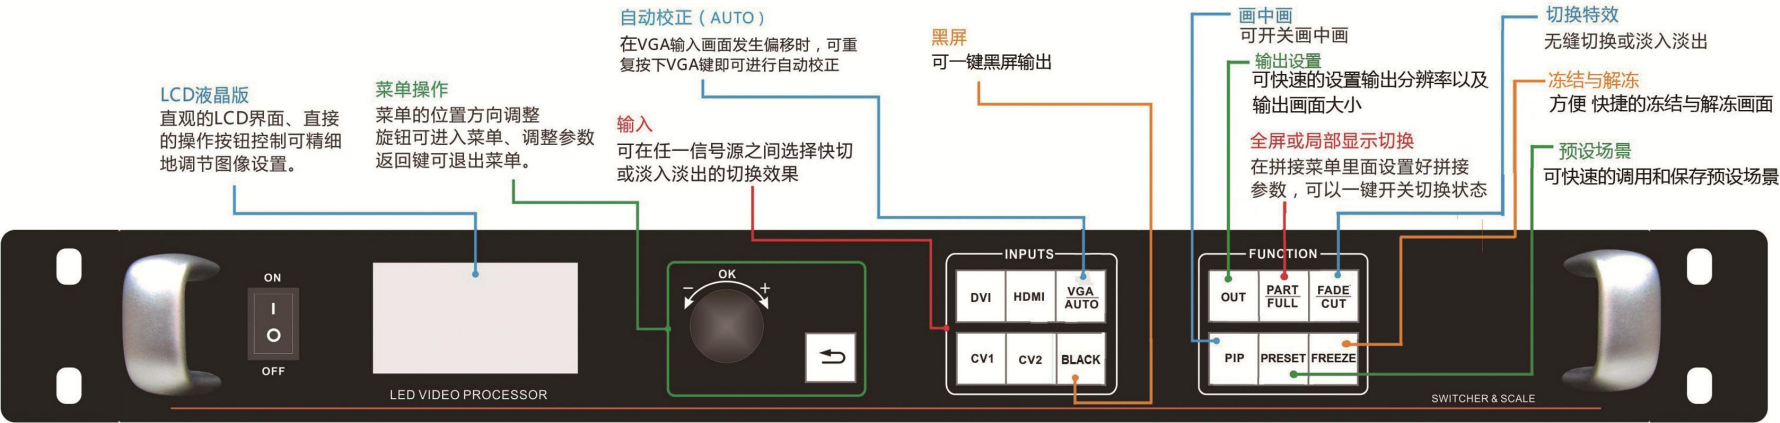 LCD液晶版
直观的LCD界面、直接
的操作按钮控制可精细
地调节图像设置。
菜单操作
菜单的位置方向调整
旋钮可进入菜单、调整参数
返回键可退出菜单。
自动校正（AUTO）
在VGA输入画面发生偏移时，可重
复按下VGA键即可进行自动校正
输入
可在任一信号源之间选择快切
或淡入淡出的切换效果
黑屏
可一键黑屏输出
画中画
可开关画中画
输出设置
可快速的设置输出分辨率以及
输出画面大小
全屏或局部显示切换
在拼接菜单里面设置好拼接
参数，可以一键开关切换状态
切换特效
无缝切换或淡入淡出
冻结与解冻
方便 快捷的冻结与解冻画面
预设场景
可快速的调用和保存预设场景
ON
I
O
OFF
LED VIDEO PROCESSOR
OK
− +
INPUTS
DVI HDMI VGA
AUTO
CV1 CV2 BLACK
FUNCTION
OUT PART
FULL
FADE
CUT
PIP PRESET FREEZE
SWITCHER & SCALE